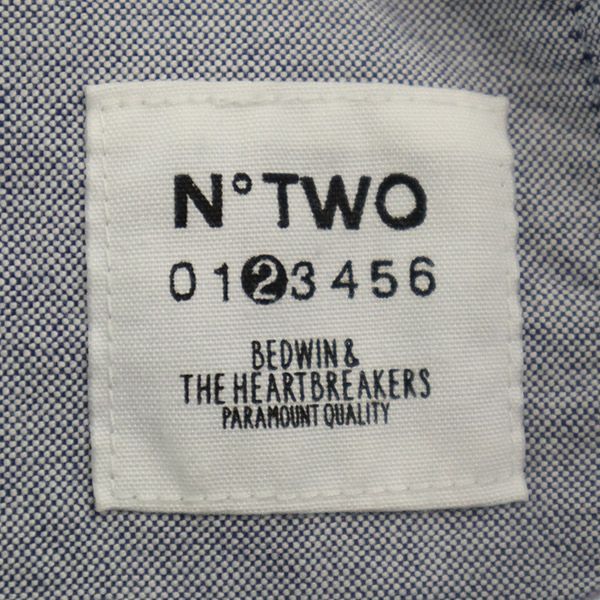 N°TWO
0123456
BEDWIN &
THE HEARTBREAKERS
PARAMOUNT QUALITY